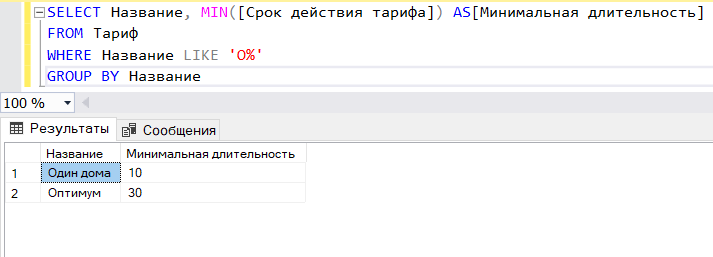 SELECT Название, MIN([Срок действия тарифа]) AS[Минимальная длительность]
FROM Тариф
WHERE Название LIKE 'О%'
GROUP BY Название
100 %
Результаты Сообщения
Название Минимальная длительность
1 Один дома 10
2 Оптимум 30